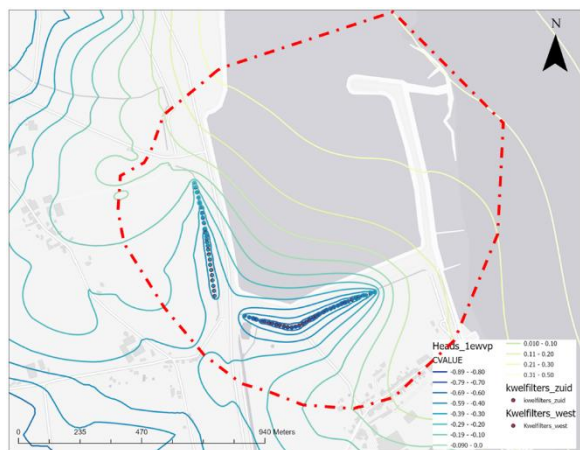 N
Heads_1ewvp
CVALUE
-0.89 - -0.80
-0.79 - -0.70
-0.69 - -0.60
-0.59 - -0.40
-0.39 - -0.30
-0.29 - -0.20
-0.19 - -0.10
-0.090 - 0.0
0.010 - 0.10
0.11 - 0.20
0.21 - 0.30
0.31 - 0.50
kwelfilters_zuid
kwelfilters_zuid
Kwelfilters_west
Kwelfilters_west
0 235 470 940 Meters